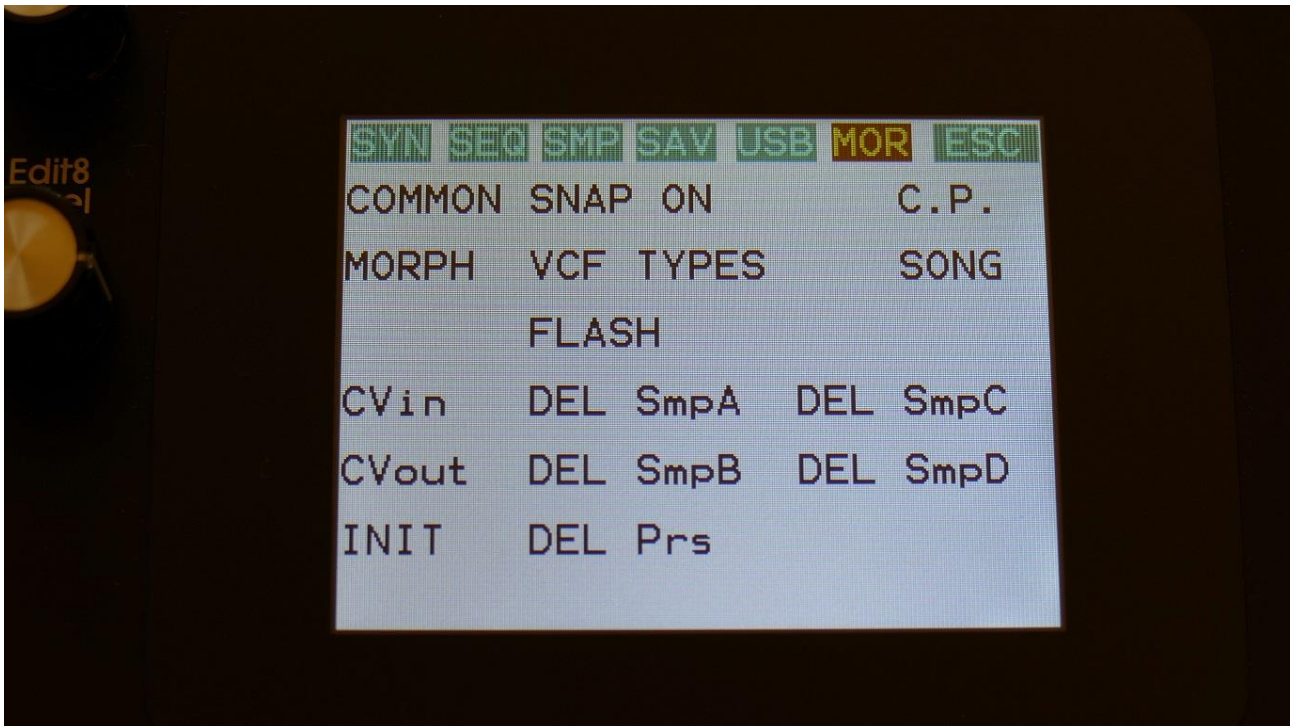 SYN SEQ SMP SAV USB MOR ESC
Edit8
COMMON SNAP ON C.P.
MORPH VCF TYPES SONG
FLASH
CVin DEL SmpA DEL SmpC
CVout DEL SmpB DEL SmpD
INIT DEL Prs